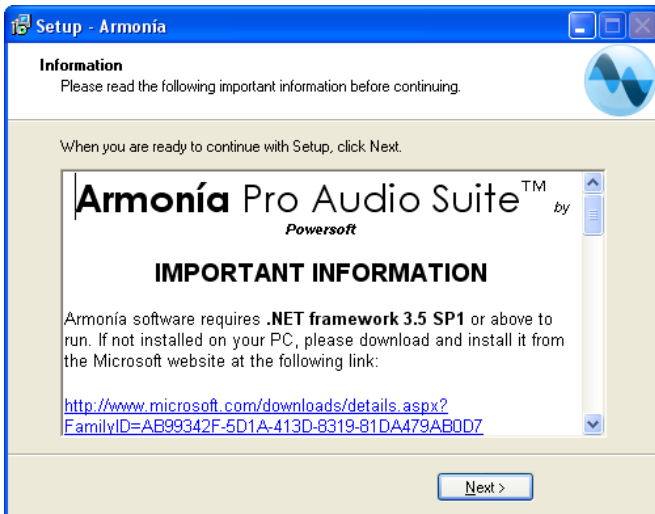 Setup - Armonía
Information
Please read the following important information before continuing.
When you are ready to continue with Setup, click Next.
Armonía Pro Audio Suite™ by
Powersoft
IMPORTANT INFORMATION
Armonía software requires .NET framework 3.5 SP1 or above to
run. If not installed on your PC, please download and install it from
the Microsoft website at the following link:
http://www.microsoft.com/downloads/details.aspx?
FamilyID=AB99342F-5D1A-413D-8319-81DA479AB0D7
Next >